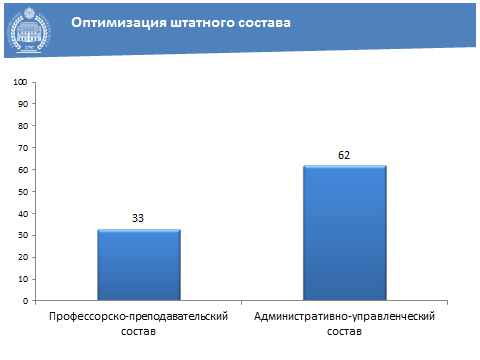 Оптимизация штатного состава
100
90
80
70
60
50
40
30
20
10
0
33
62
Профессорско-преподавательский
состав
Административно-управленческий
состав